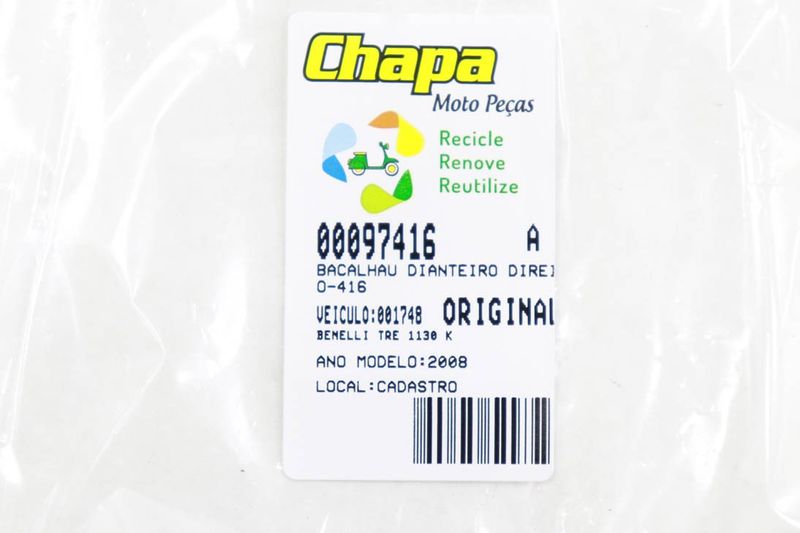 Chapa
Moto Peças
Recicle
Renove
Reutilize
00097416 A
BACALHAU DIANTEIRO DIREI
O-416
VEICULO:001748 ORIGINAL
BENELLI TRE 1130 K
ANO MODELO:2008
LOCAL:CADASTRO